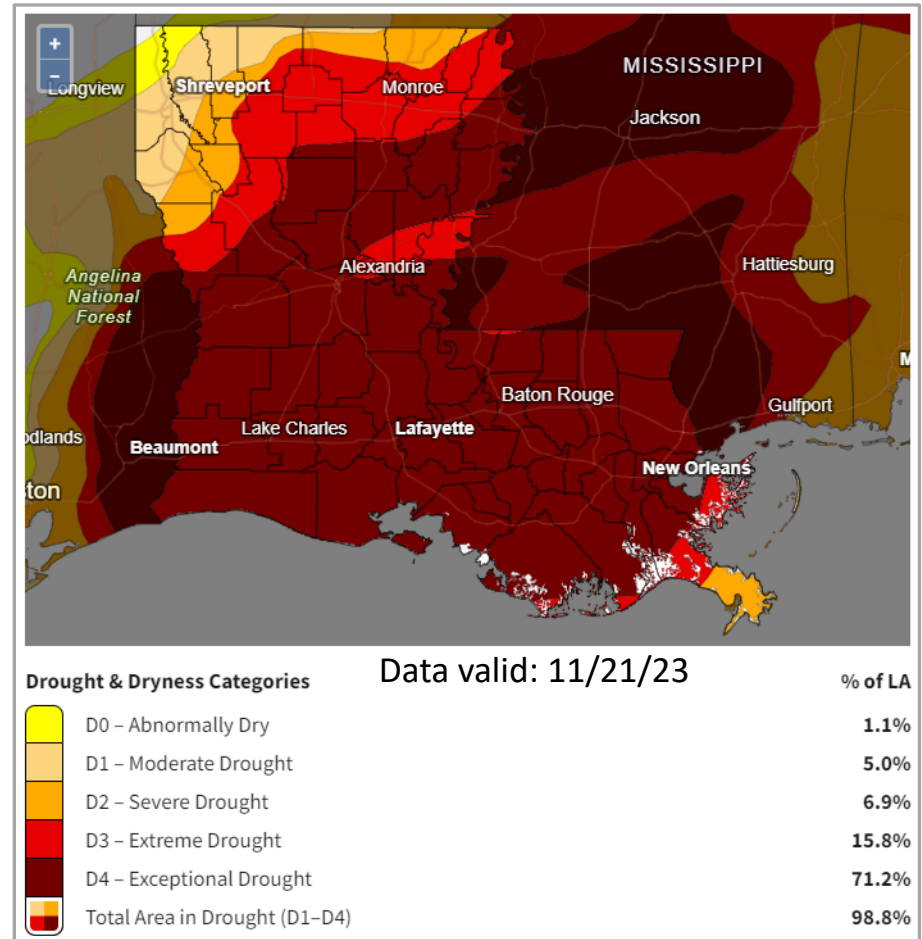 +
−
Longview
Shreveport
Monroe
MISSISSIPPI
Jackson
Angelina
National
Forest
Alexandria
Hattiesburg
M
Baton Rouge
Gulfport
odlands
Beaumont
Lake Charles
Lafayette
New Orleans
ston
Data valid: 11/21/23
Drought & Dryness Categories % of LA
D0 – Abnormally Dry 1.1%
D1 – Moderate Drought 5.0%
D2 – Severe Drought 6.9%
D3 – Extreme Drought 15.8%
D4 – Exceptional Drought 71.2%
Total Area in Drought (D1–D4) 98.8%